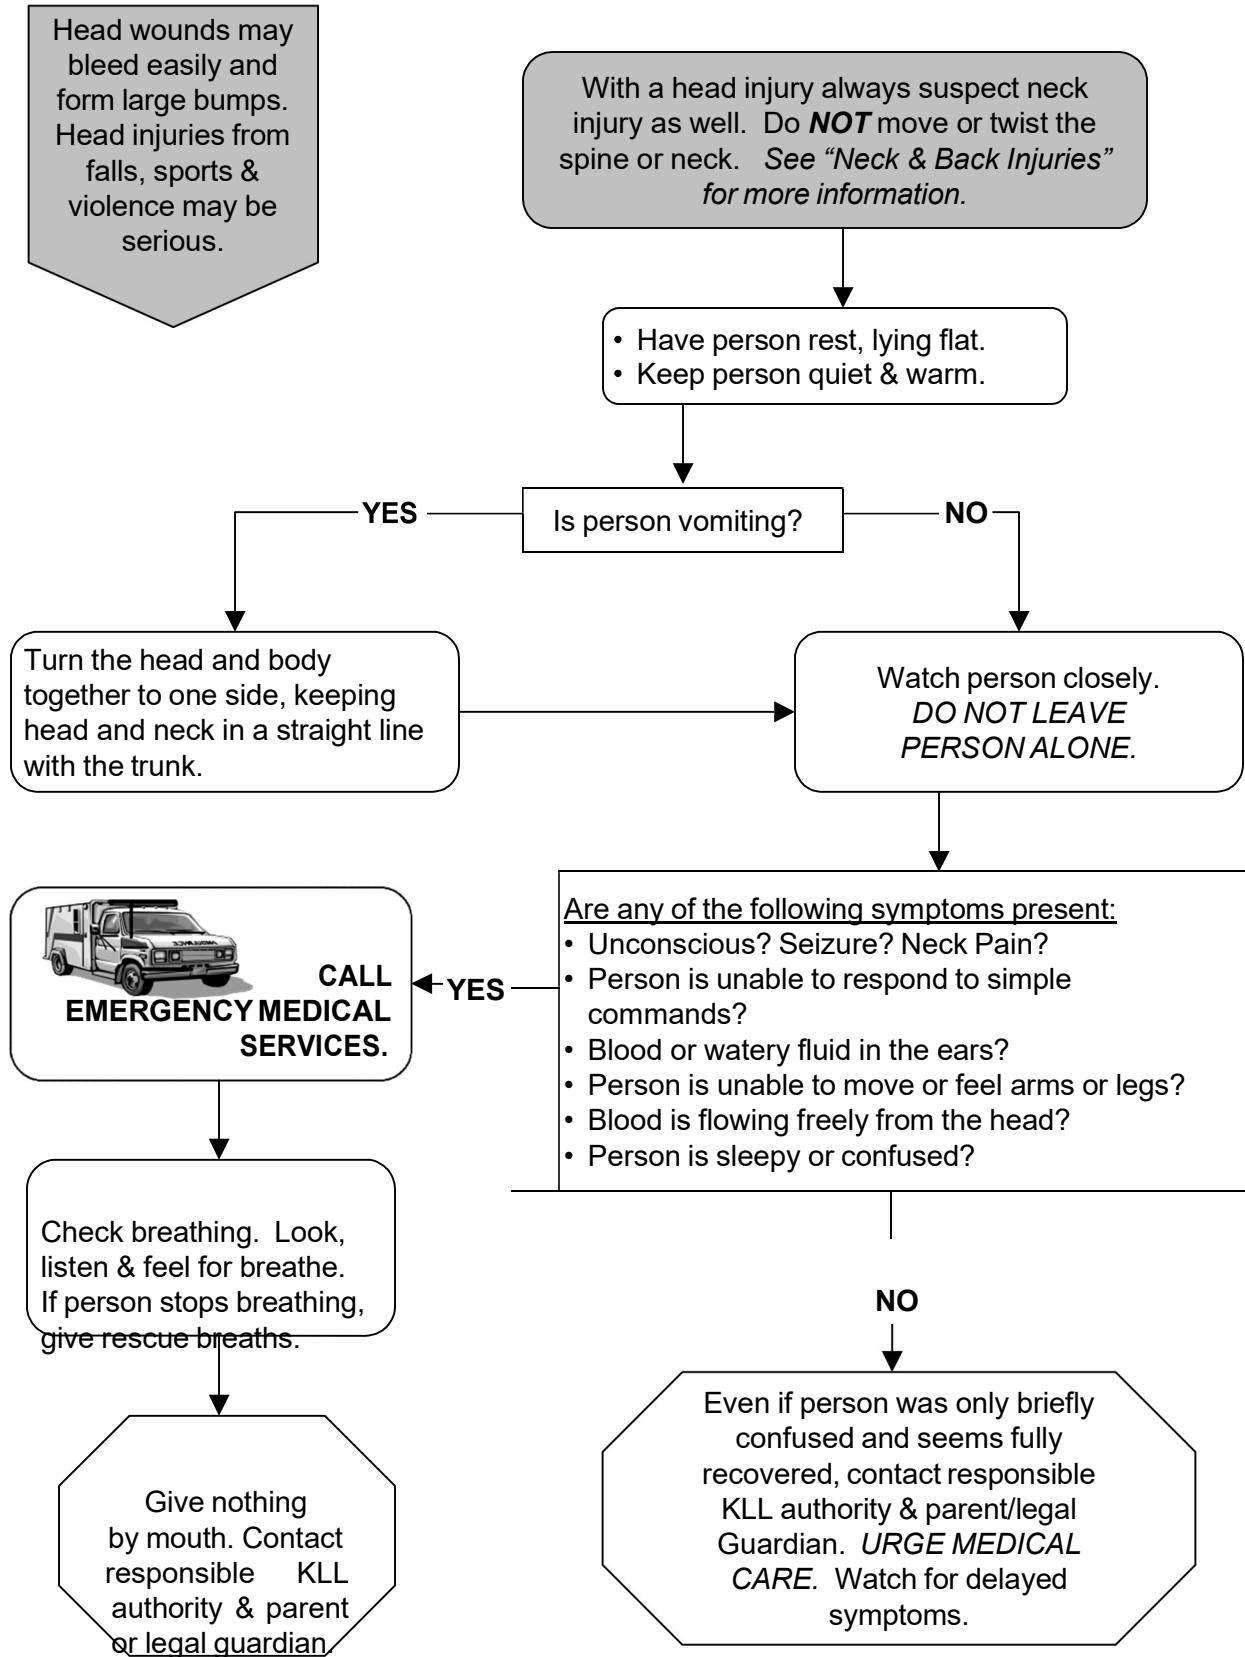 Head wounds may
bleed easily and
form large bumps.
Head injuries from
falls, sports &
violence may be
serious.
With a head injury always suspect neck
injury as well. Do NOT move or twist the
spine or neck. See “Neck & Back Injuries”
for more information.
• Have person rest, lying flat.
• Keep person quiet & warm.
Is person vomiting?
YES
NO
Turn the head and body
together to one side, keeping
head and neck in a straight line
with the trunk.
Watch person closely.
DO NOT LEAVE
PERSON ALONE.
Are any of the following symptoms present:
• Unconscious? Seizure? Neck Pain?
• Person is unable to respond to simple
commands?
• Blood or watery fluid in the ears?
• Person is unable to move or feel arms or legs?
• Blood is flowing freely from the head?
• Person is sleepy or confused?
YES
CALL
EMERGENCY MEDICAL
SERVICES.
Check breathing. Look,
listen & feel for breathe.
If person stops breathing,
give rescue breaths.
Give nothing
by mouth. Contact
responsible KLL
authority & parent
or legal guardian.
NO
Even if person was only briefly
confused and seems fully
recovered, contact responsible
KLL authority & parent/legal
Guardian. URGE MEDICAL
CARE. Watch for delayed
symptoms.